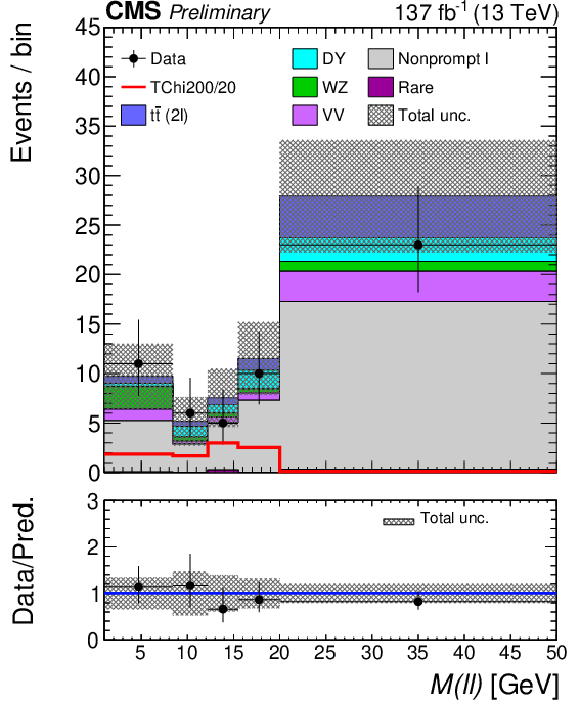 CMS Preliminary 137 fb⁻¹ (13 TeV)
Events / bin
45
40
35
30
25
20
15
10
5
0
Data
TChi200/20
tt̅ (2l)
DY
WZ
VV
Nonprompt l
Rare
Total unc.
Data/Pred.
3
2
1
0
Total unc.
5 10 15 20 25 30 35 40 45 50
M(ll) [GeV]